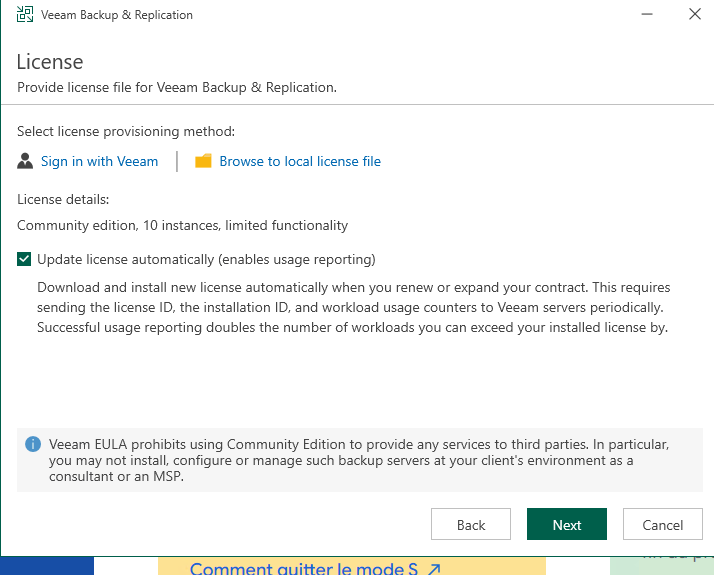 Veeam Backup & Replication
License
Provide license file for Veeam Backup & Replication.
Select license provisioning method:
Sign in with Veeam
Browse to local license file
License details:
Community edition, 10 instances, limited functionality
Update license automatically (enables usage reporting)
Download and install new license automatically when you renew or expand your contract. This requires
sending the license ID, the installation ID, and workload usage counters to Veeam servers periodically.
Successful usage reporting doubles the number of workloads you can exceed your installed license by.
Veeam EULA prohibits using Community Edition to provide any services to third parties. In particular,
you may not install, configure or manage such backup servers at your client's environment as a
consultant or an MSP.
Back
Next
Cancel
Comment quitter le mode S